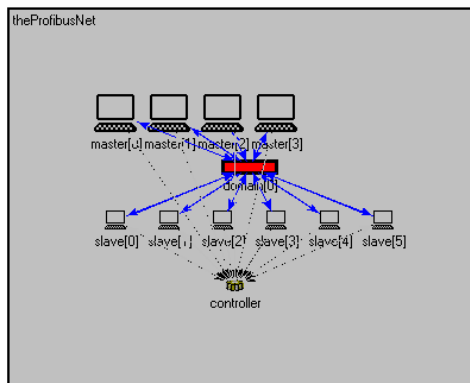 theProfibusNet
master[0] master[1] master[2] master[3]
domain[0]
slave[0] slave[1] slave[2] slave[3] slave[4] slave[5]
controller